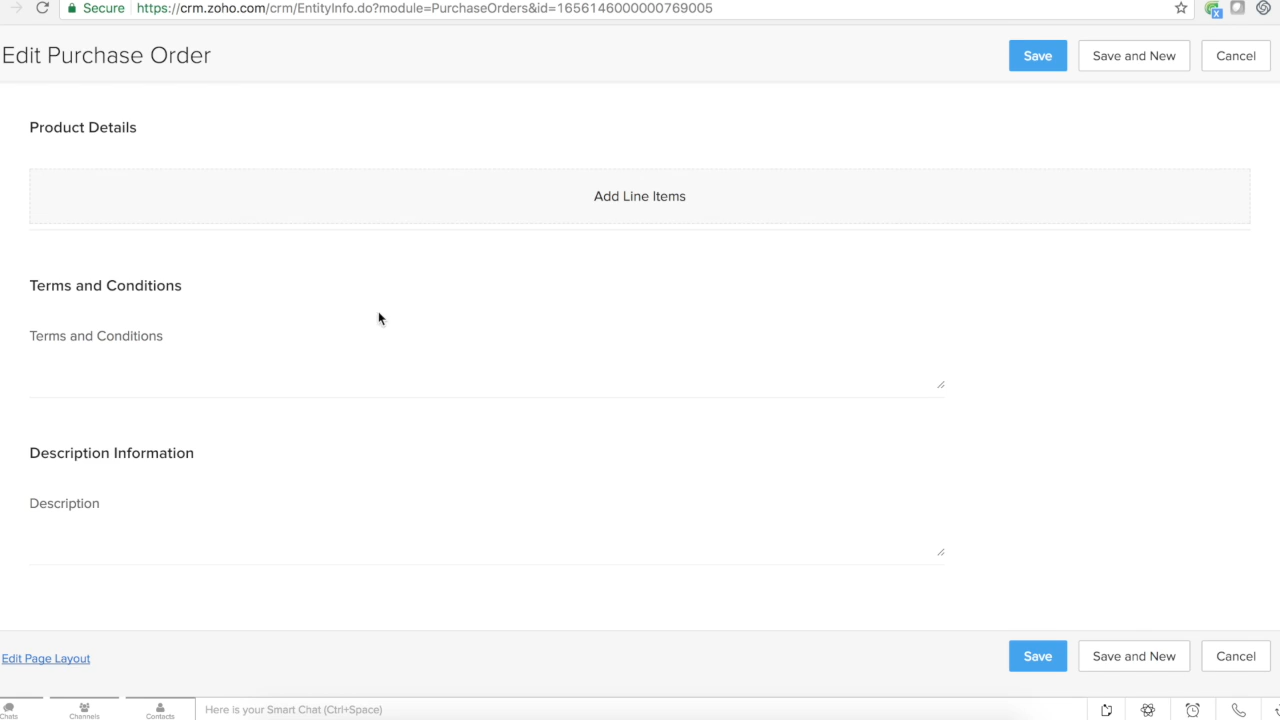 Secure https://crm.zoho.com/crm/EntityInfo.do?module=PurchaseOrders&id=1656146000000769005
Edit Purchase Order
Save
Save and New
Cancel
Product Details
Add Line Items
Terms and Conditions
Terms and Conditions
Description Information
Description
Edit Page Layout
Save
Save and New
Cancel
Chats
Channels
Contacts
Here is your Smart Chat (Ctrl+Space)